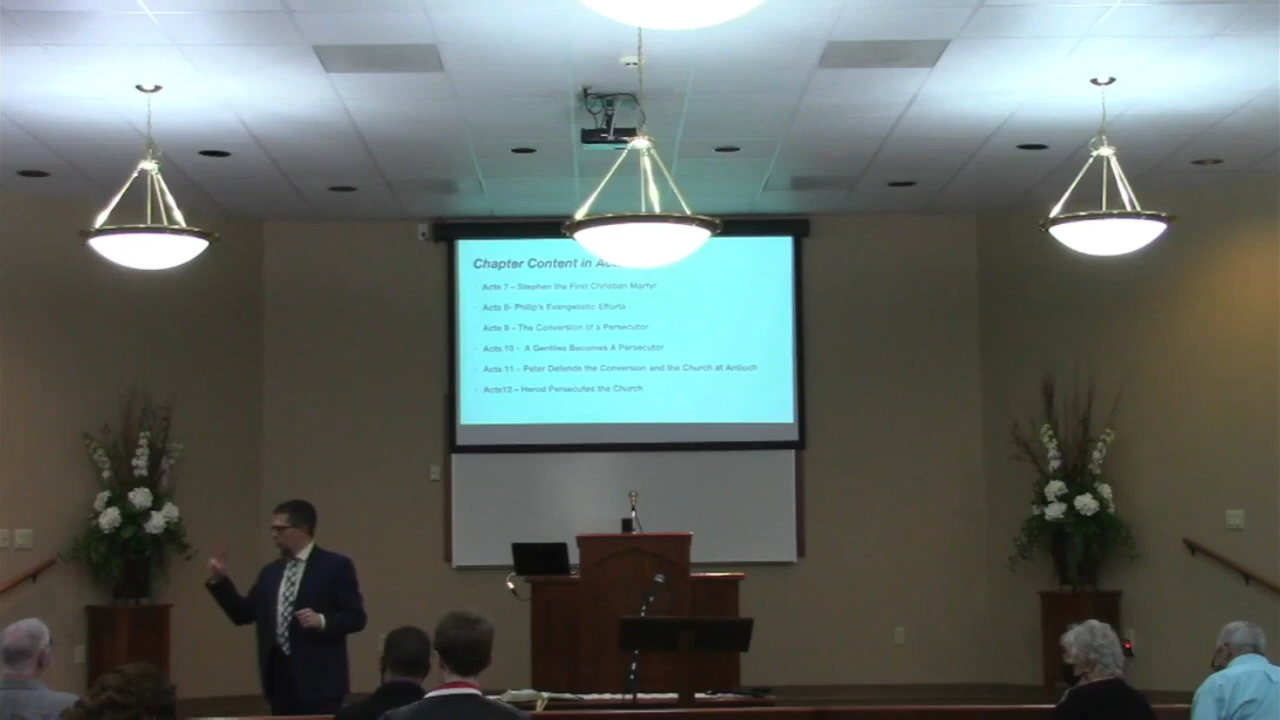 Chapter Content in Ac
Acts 7 – Stephen the First Christian Martyr
Acts 8- Philip's Evangelistic Efforts
Acts 9 – The Conversion of a Persecutor
Acts 10 - A Gentiles Becomes A Persecutor
Acts 11 – Peter Defends the Conversion and the Church at Antioch
Acts12 – Herod Persecutes the Church